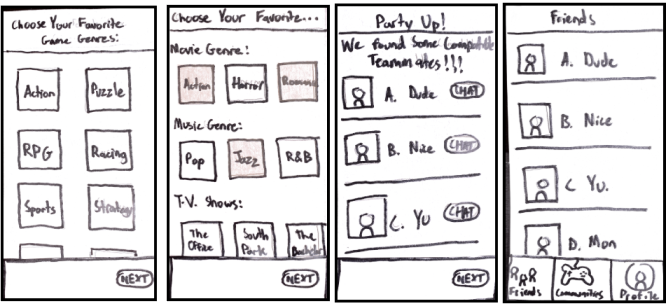 Choose Your Favorite
Game Genres:
Action
Puzzle
RPG
Racing
Sports
Strategy
NEXT
Choose Your Favorite...
Movie Genre:
Action
Horror
Romance
Music Genre:
Pop
Jazz
R&B
T.V. Shows:
The Office
South Park
The Bachelor
NEXT
Party Up!
We found Some Compatible
Teammates!!!
A. Dude
CHAT
B. Nice
CHAT
C. Yu
CHAT
NEXT
Friends
A. Dude
B. Nice
C. Yu.
D. Man
Friends
Communities
Profile